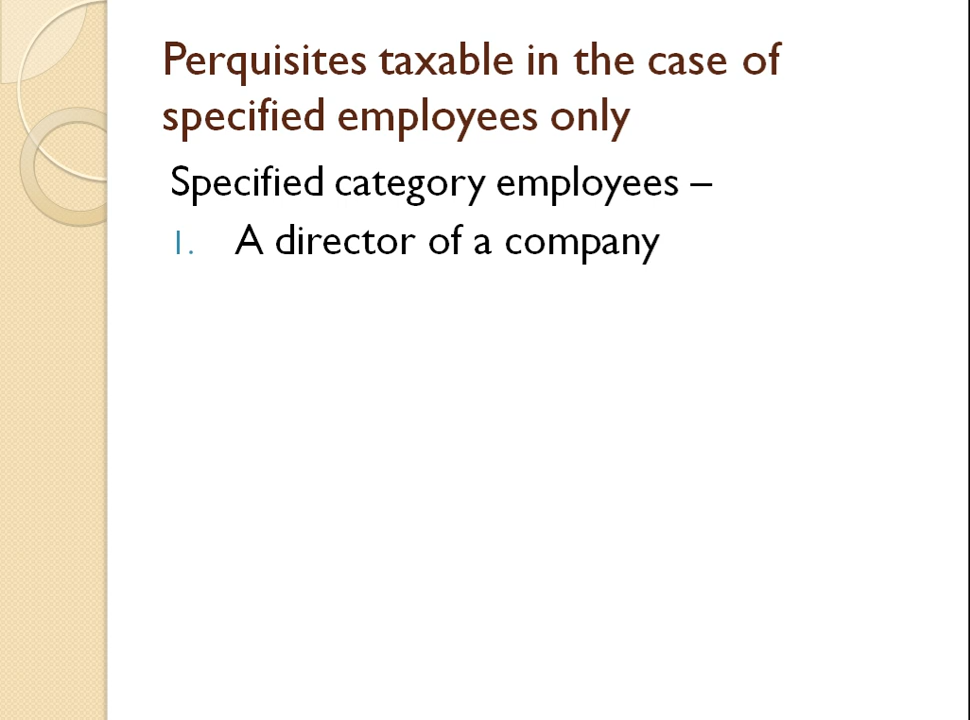 Perquisites taxable in the case of
specified employees only
Specified category employees –
1. A director of a company